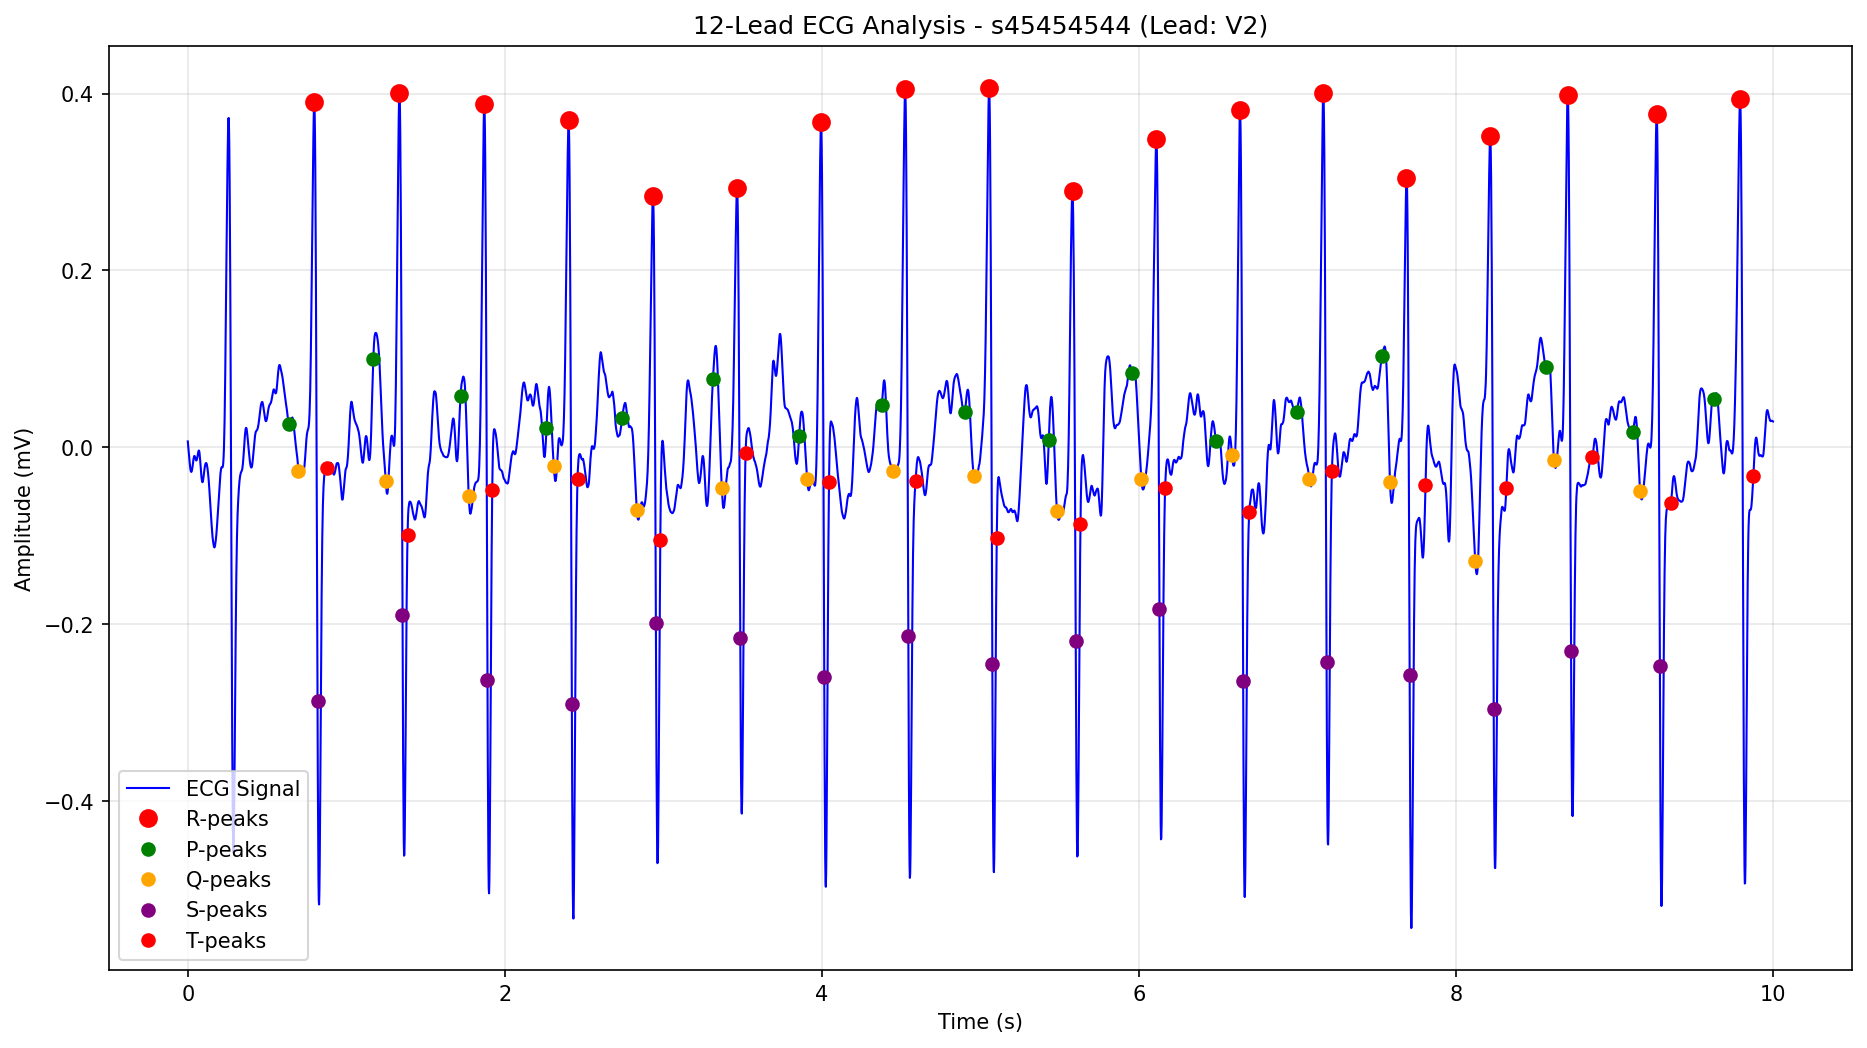 12-Lead ECG Analysis - s45454544 (Lead: V2)
Amplitude (mV)
0.4
0.2
0.0
−0.2
−0.4
ECG Signal
R-peaks
P-peaks
Q-peaks
S-peaks
T-peaks
0 2 4 6 8 10
Time (s)